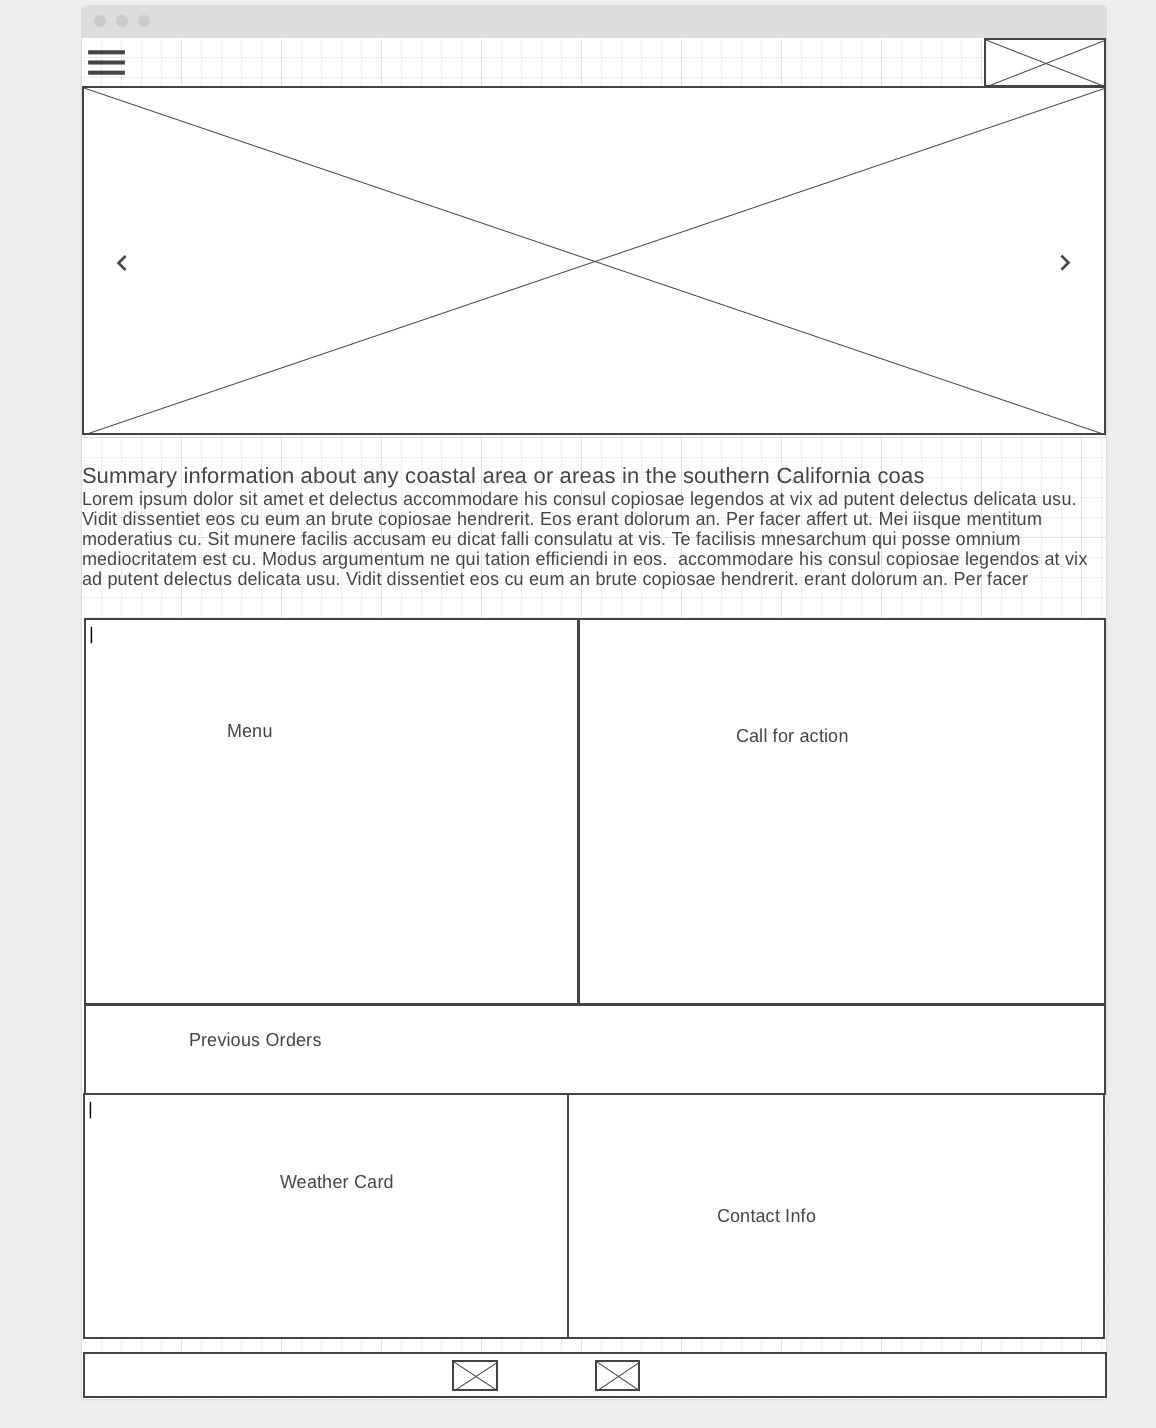 Summary information about any coastal area or areas in the southern California coas
Lorem ipsum dolor sit amet et delectus accommodare his consul copiosae legendos at vix ad putent delectus delicata usu.
Vidit dissentiet eos cu eum an brute copiosae hendrerit. Eos erant dolorum an. Per facer affert ut. Mei iisque mentitum
moderatius cu. Sit munere facilis accusam eu dicat falli consulatu at vis. Te facilisis mnesarchum qui posse omnium
mediocritatem est cu. Modus argumentum ne qui tation efficiendi in eos.  accommodare his consul copiosae legendos at vix
ad putent delectus delicata usu. Vidit dissentiet eos cu eum an brute copiosae hendrerit. erant dolorum an. Per facer
Menu
Call for action
Previous Orders
Weather Card
Contact Info